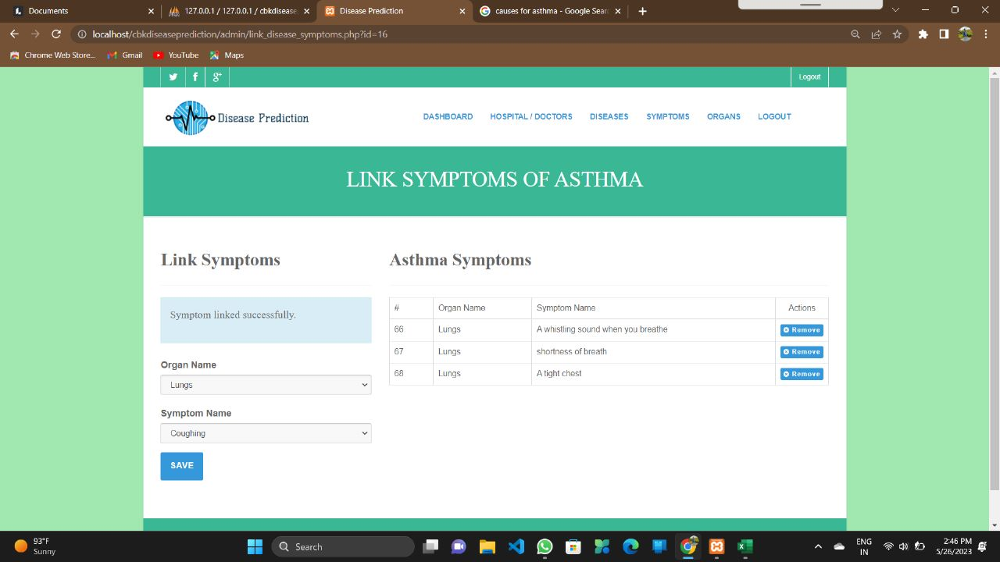 Documents
127.0.0.1 / 127.0.0.1 / cbkdisease
Disease Prediction
causes for asthma - Google Sear
localhost/cbkdiseaseprediction/admin/link_disease_symptoms.php?id=16
Chrome Web Store...
Gmail
YouTube
Maps
Logout
Disease Prediction
DASHBOARD
HOSPITAL / DOCTORS
DISEASES
SYMPTOMS
ORGANS
LOGOUT
LINK SYMPTOMS OF ASTHMA
Link Symptoms
Symptom linked successfully.
Organ Name
Lungs
Symptom Name
Coughing
SAVE
Asthma Symptoms
# Organ Name Symptom Name Actions
66 Lungs A whistling sound when you breathe Remove
67 Lungs shortness of breath Remove
68 Lungs A tight chest Remove
93°F
Sunny
Search
ENG
IN
2:46 PM
5/26/2023